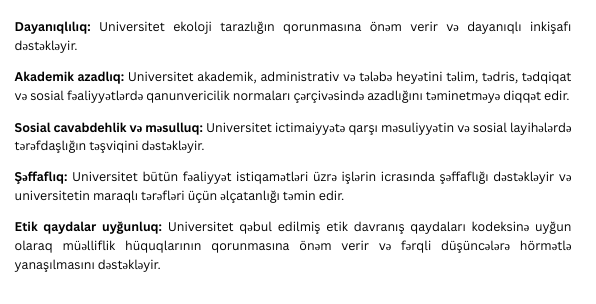 Dayanıqlılıq: Universitet ekoloji tarazlığın qorunmasına önəm verir və dayanıqlı inkişafı
dəstəkləyir.
Akademik azadlıq: Universitet akademik, administrativ və tələbə heyətini təlim, tədris, tədqiqat
və sosial fəaliyyətlərdə qanunvericilik normaları çərçivəsində azadlığını təminetməyə diqqət edir.
Sosial cavabdehlik və məsulluq: Universitet ictimaiyyətə qarşı məsuliyyətin və sosial layihələrdə
tərəfdaşlığın təşviqini dəstəkləyir.
Şəffaflıq: Universitet bütün fəaliyyət istiqamətləri üzrə işlərin icrasında şəffaflığı dəstəkləyir və
universitetin maraqlı tərəfləri üçün əlçatanlığı təmin edir.
Etik qaydalar uyğunluq: Universitet qəbul edilmiş etik davranış qaydaları kodeksinə uyğun
olaraq müəlliflik hüquqlarının qorunmasına önəm verir və fərqli düşüncələrə hörmətlə
yanaşılmasını dəstəkləyir.